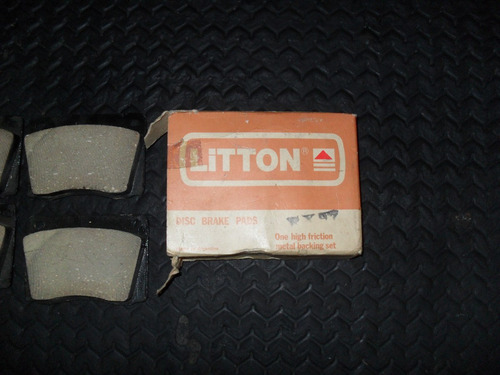 LiTTON®
DISC BRAKE PADS
One high friction
metal backing set